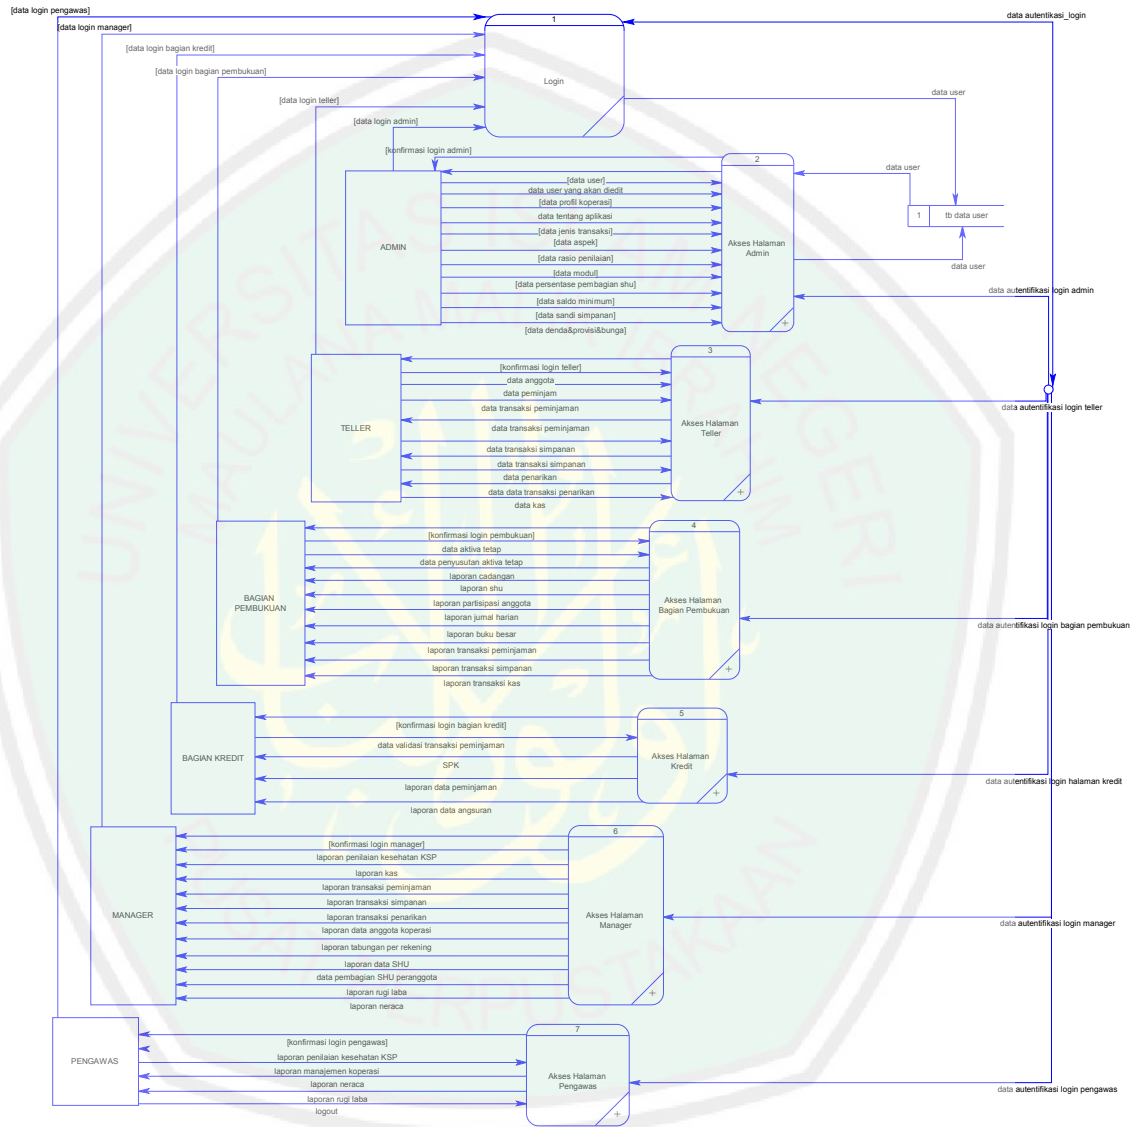 [data login pengawas]
data autentikasi_login
[data login manager]
[data login bagian kredit]
[data login bagian pembukuan]
[data login teller]
[data login admin]
1
Login
data user
[konfirmasi login admin]
2
data user
1
tb data user
data user
ADMIN
[data user]
data user yang akan diedit
[data profil koperasi]
data tentang aplikasi
[data jenis transaksi]
[data aspek]
[data rasio penilaian]
[data modul]
[data persentase pembagian shu]
[data saldo minimum]
[data sandi simpanan]
[data denda&provisi&bunga]
Akses Halaman
Admin
+
data autentifikasi login admin
3
TELLER
[konfirmasi login teller]
data anggota
data peminjam
data transaksi peminjaman
data transaksi peminjaman
data transaksi simpanan
data transaksi simpanan
data penarikan
data data transaksi penarikan
data kas
Akses Halaman
Teller
+
data autentifikasi login teller
4
BAGIAN
PEMBUKUAN
[konfirmasi login pembukuan]
data aktiva tetap
data penyusutan aktiva tetap
laporan cadangan
laporan shu
laporan partisipasi anggota
laporan jurnal harian
laporan buku besar
laporan transaksi peminjaman
laporan transaksi simpanan
laporan transaksi kas
Akses Halaman
Bagian Pembukuan
+
data autentifikasi login bagian pembukuan
5
BAGIAN KREDIT
[konfirmasi login bagian kredit]
data validasi transaksi peminjaman
SPK
laporan data peminjaman
laporan data angsuran
Akses Halaman
Kredit
+
data autentifikasi login halaman kredit
6
MANAGER
[konfirmasi login manager]
laporan penilaian kesehatan KSP
laporan kas
laporan transaksi peminjaman
laporan transaksi simpanan
laporan transaksi penarikan
laporan data anggota koperasi
laporan tabungan per rekening
laporan data SHU
data pembagian SHU peranggota
laporan rugi laba
laporan neraca
Akses Halaman
Manager
+
data autentifikasi login manager
7
PENGAWAS
[konfirmasi login pengawas]
laporan penilaian kesehatan KSP
laporan manajemen koperasi
laporan neraca
laporan rugi laba
logout
Akses Halaman
Pengawas
+
data autentifikasi login pengawas
UNIVERSITAS ISLAM NEGERI
MAULANA MALIK IBRAHIM
PUSAT PERPUSTAKAAN